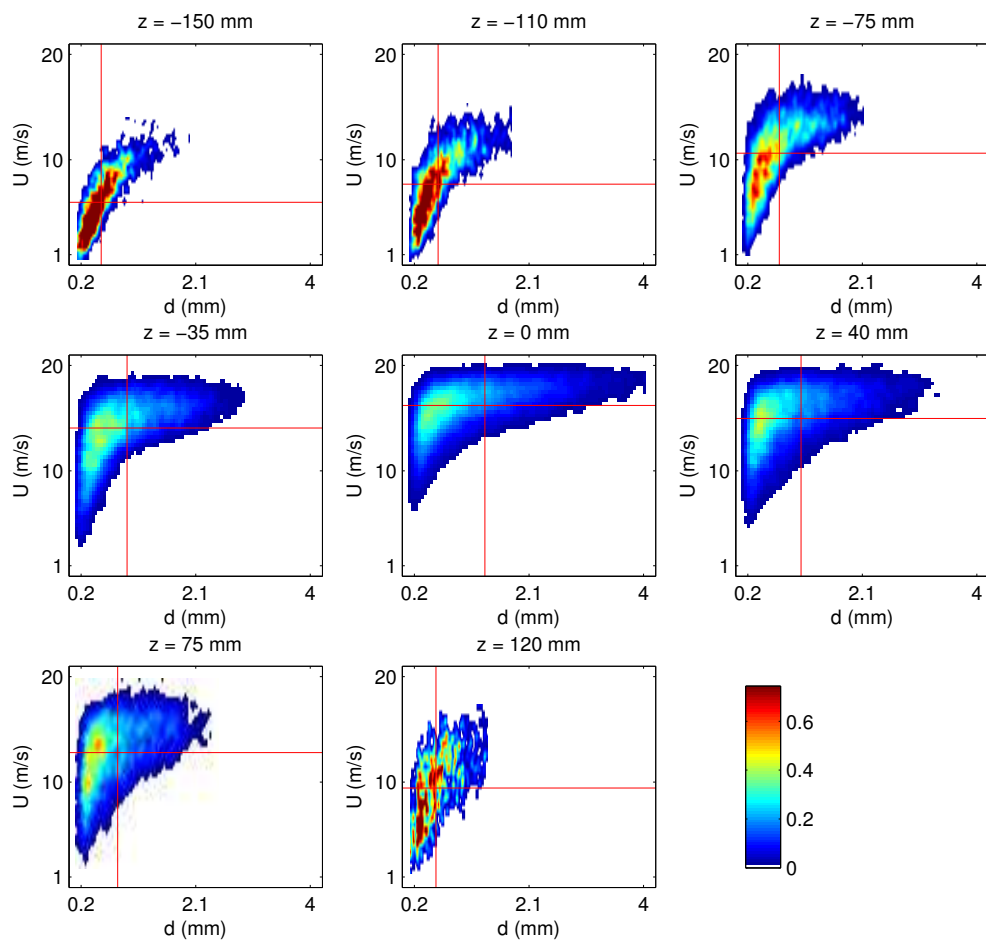 z = −150 mm
z = −110 mm
z = −75 mm
20
10
1
U (m/s)
0.2 2.1 4
d (mm)
20
10
1
U (m/s)
0.2 2.1 4
d (mm)
20
10
1
U (m/s)
0.2 2.1 4
d (mm)
z = −35 mm
z = 0 mm
z = 40 mm
20
10
1
U (m/s)
0.2 2.1 4
d (mm)
20
10
1
U (m/s)
0.2 2.1 4
d (mm)
20
10
1
U (m/s)
0.2 2.1 4
d (mm)
z = 75 mm
z = 120 mm
20
10
1
U (m/s)
0.2 2.1 4
d (mm)
20
10
1
U (m/s)
0.2 2.1 4
d (mm)
0.6
0.4
0.2
0